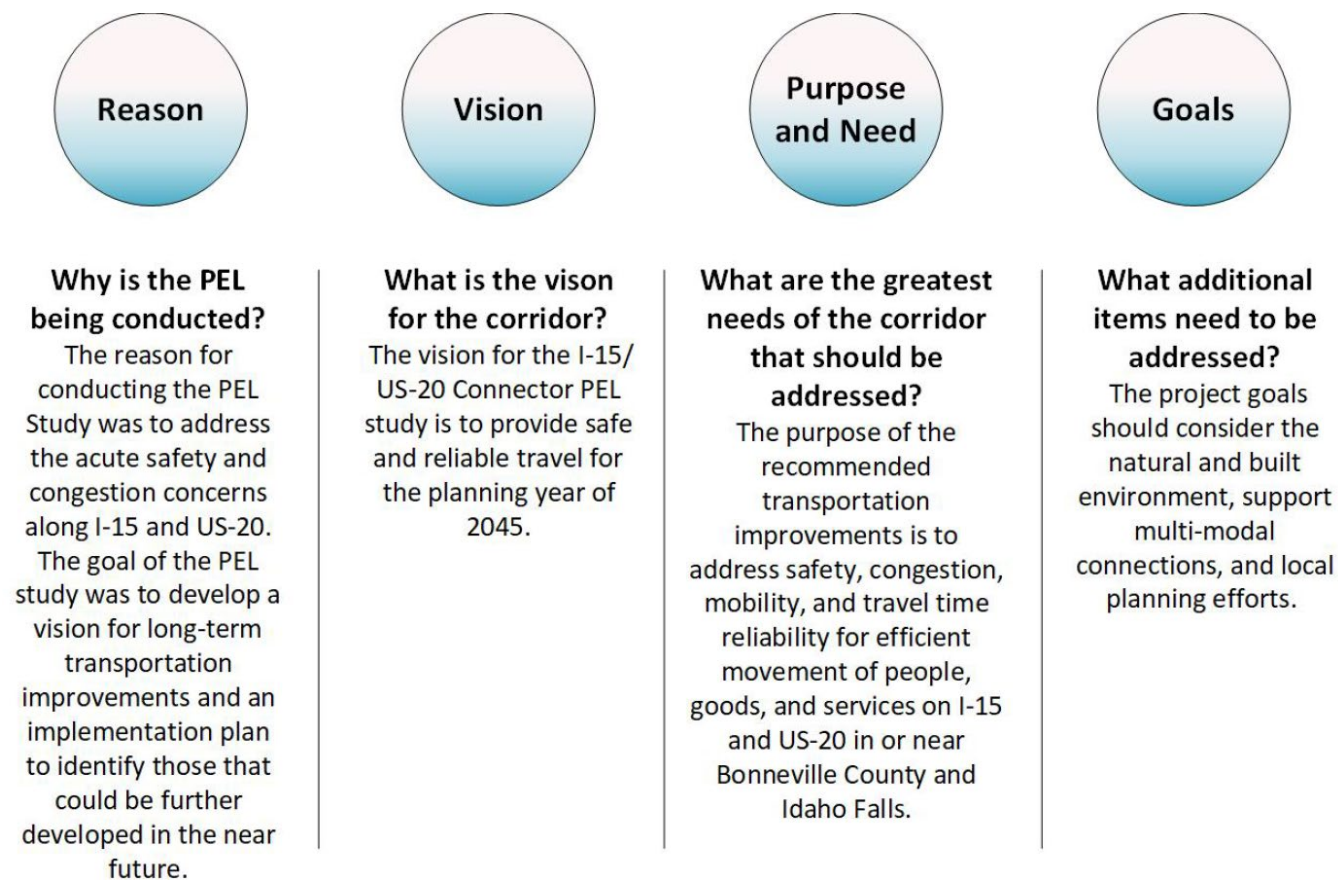 Reason
Why is the PEL
being conducted?
The reason for
conducting the PEL
Study was to address
the acute safety and
congestion concerns
along I-15 and US-20.
The goal of the PEL
study was to develop a
vision for long-term
transportation
improvements and an
implementation plan
to identify those that
could be further
developed in the near
future.
Vision
What is the vison
for the corridor?
The vision for the I-15/
US-20 Connector PEL
study is to provide safe
and reliable travel for
the planning year of
2045.
Purpose
and Need
What are the greatest
needs of the corridor
that should be
addressed?
The purpose of the
recommended
transportation
improvements is to
address safety, congestion,
mobility, and travel time
reliability for efficient
movement of people,
goods, and services on I-15
and US-20 in or near
Bonneville County and
Idaho Falls.
Goals
What additional
items need to be
addressed?
The project goals
should consider the
natural and built
environment, support
multi-modal
connections, and local
planning efforts.